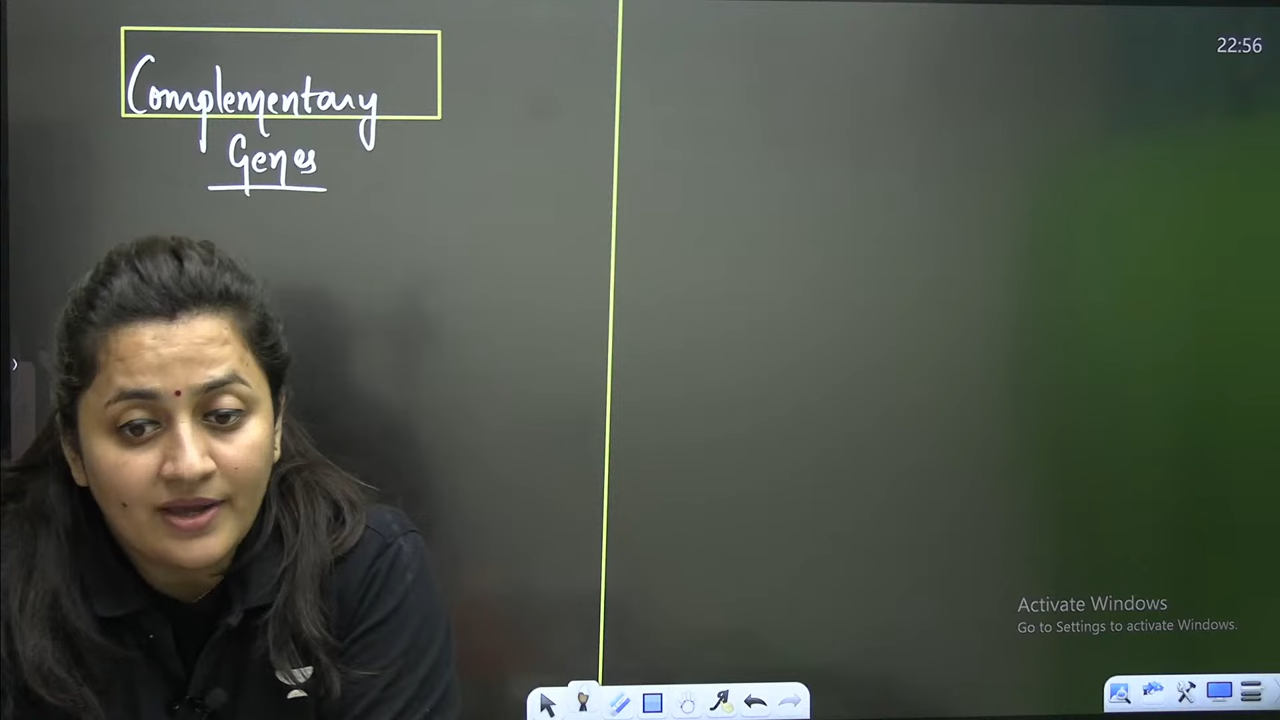 Complementary
Genes
22:56
Activate Windows
Go to Settings to activate Windows.